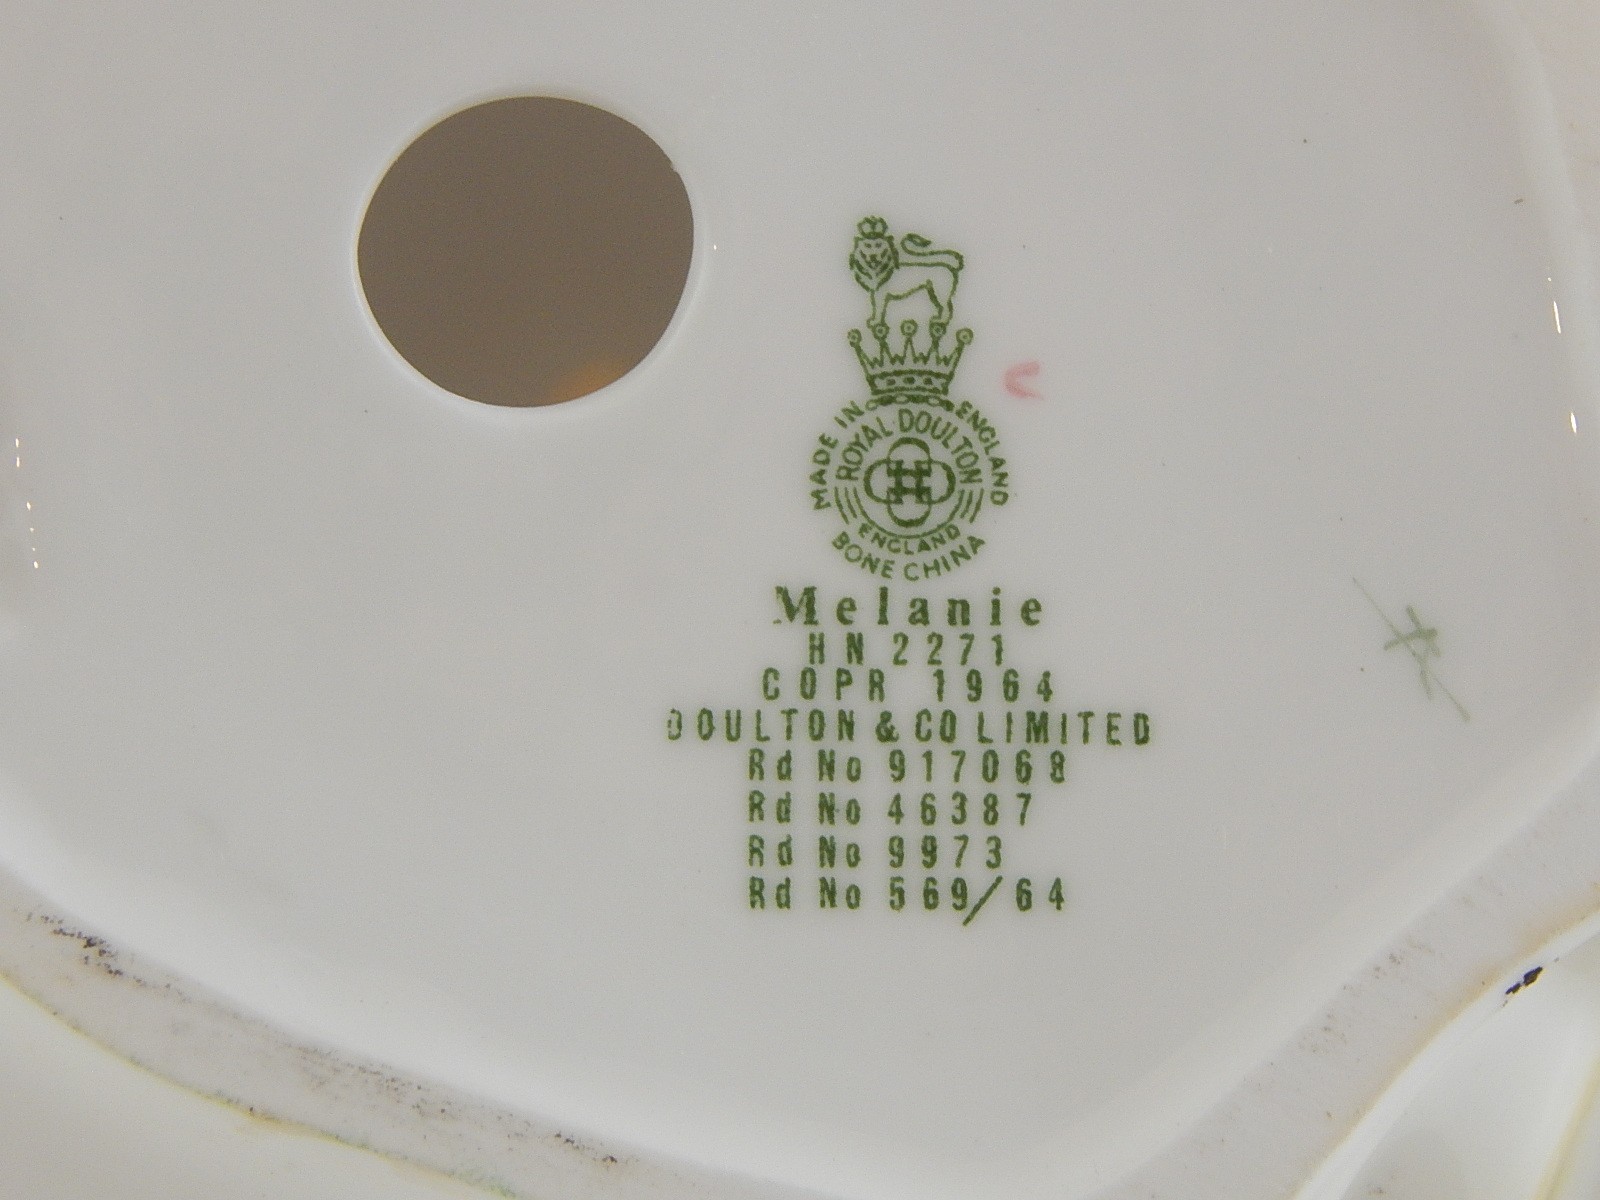 MADE IN ENGLAND
ROYAL DOULTON
ENGLAND
BONE CHINA
Melanie
HN 2271
COPR 1964
DOULTON & CO LIMITED
Rd No 917068
Rd No 46387
Rd No 9973
Rd No 569/64